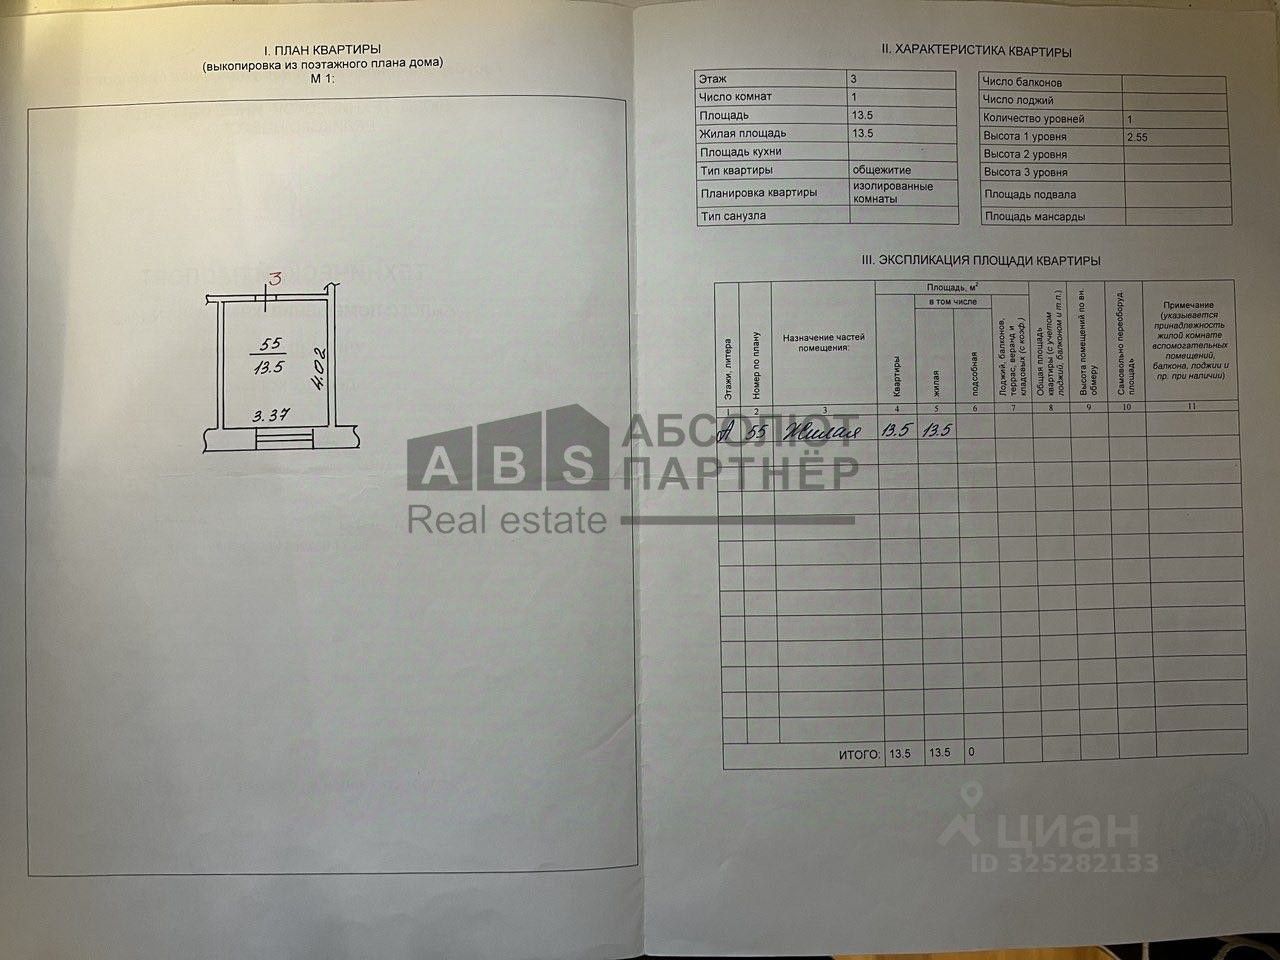 I. ПЛАН КВАРТИРЫ
(выкопировка из поэтажного плана дома)
М 1:
3
55
13.5
4.02
3.37
II. ХАРАКТЕРИСТИКА КВАРТИРЫ
Этаж 3
Число комнат 1
Площадь 13.5
Жилая площадь 13.5
Площадь кухни
Тип квартиры общежитие
Планировка квартиры изолированные комнаты
Тип санузла
Число балконов
Число лоджий
Количество уровней 1
Высота 1 уровня 2.55
Высота 2 уровня
Высота 3 уровня
Площадь подвала
Площадь мансарды
III. ЭКСПЛИКАЦИЯ ПЛОЩАДИ КВАРТИРЫ
Этажи, литера
Номер по плану
Назначение частей помещения:
Площадь, м²
в том числе
Квартиры
жилая
подсобная
Лоджий, балконов, террас, веранд и кладовых (с коэф.)
Общая площадь квартиры (с учетом лоджий, балконом и т.п.)
Высота помещений по вн. обмеру
Самовольно переоборуд. площадь
Примечание
(указывается
принадлежность
жилой комнате
вспомогательных
помещений,
балкона, лоджии и
пр. при наличии)
1 2 3 4 5 6 7 8 9 10 11
А 55 Жилая 13.5 13.5
ИТОГО: 13.5 13.5 0
ABS АБСОЛЮТ
ПАРТНЁР
Real estate
циан
ID 325282133